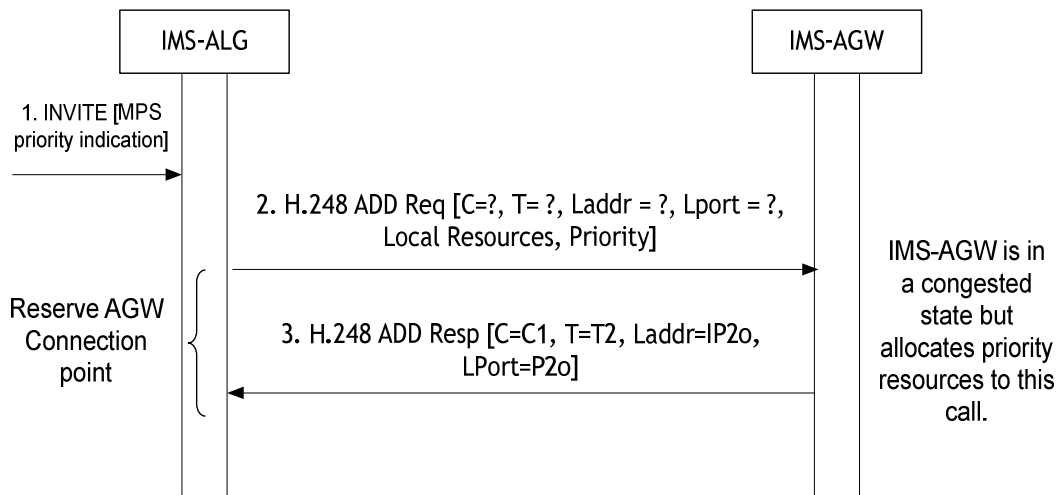 IMS-ALG
IMS-AGW
1. INVITE [MPS
priority indication]
2. H.248 ADD Req [C=?, T= ?, Laddr = ?, Lport = ?,
Local Resources, Priority]
IMS-AGW is in
a congested
state but
allocates priority
resources to this
call.
Reserve AGW
Connection
point
3. H.248 ADD Resp [C=C1, T=T2, Laddr=IP2o,
LPort=P2o]